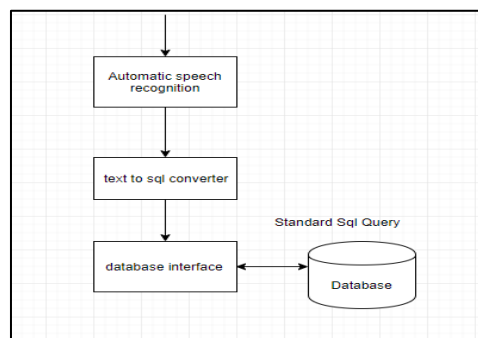 Automatic speech
recognition
text to sql converter
Standard Sql Query
database interface
Database